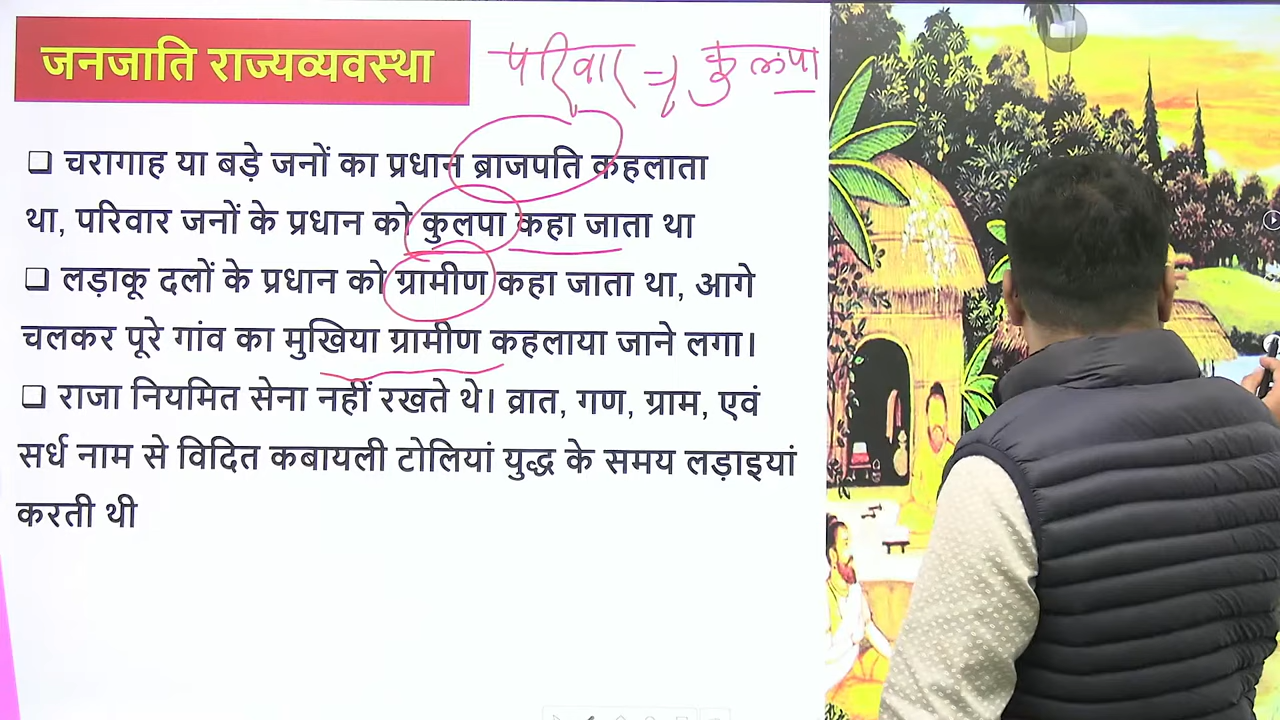 जनजाति राज्यव्यवस्था
परिवार => कुलपा
❑ चरागाह या बड़े जनों का प्रधान ब्राजपति कहलाता
था, परिवार जनों के प्रधान को कुलपा कहा जाता था
❑ लड़ाकू दलों के प्रधान को ग्रामीण कहा जाता था, आगे
चलकर पूरे गांव का मुखिया ग्रामीण कहलाया जाने लगा।
❑ राजा नियमित सेना नहीं रखते थे। व्रात, गण, ग्राम, एवं
सर्ध नाम से विदित कबायली टोलियां युद्ध के समय लड़ाइयां
करती थी